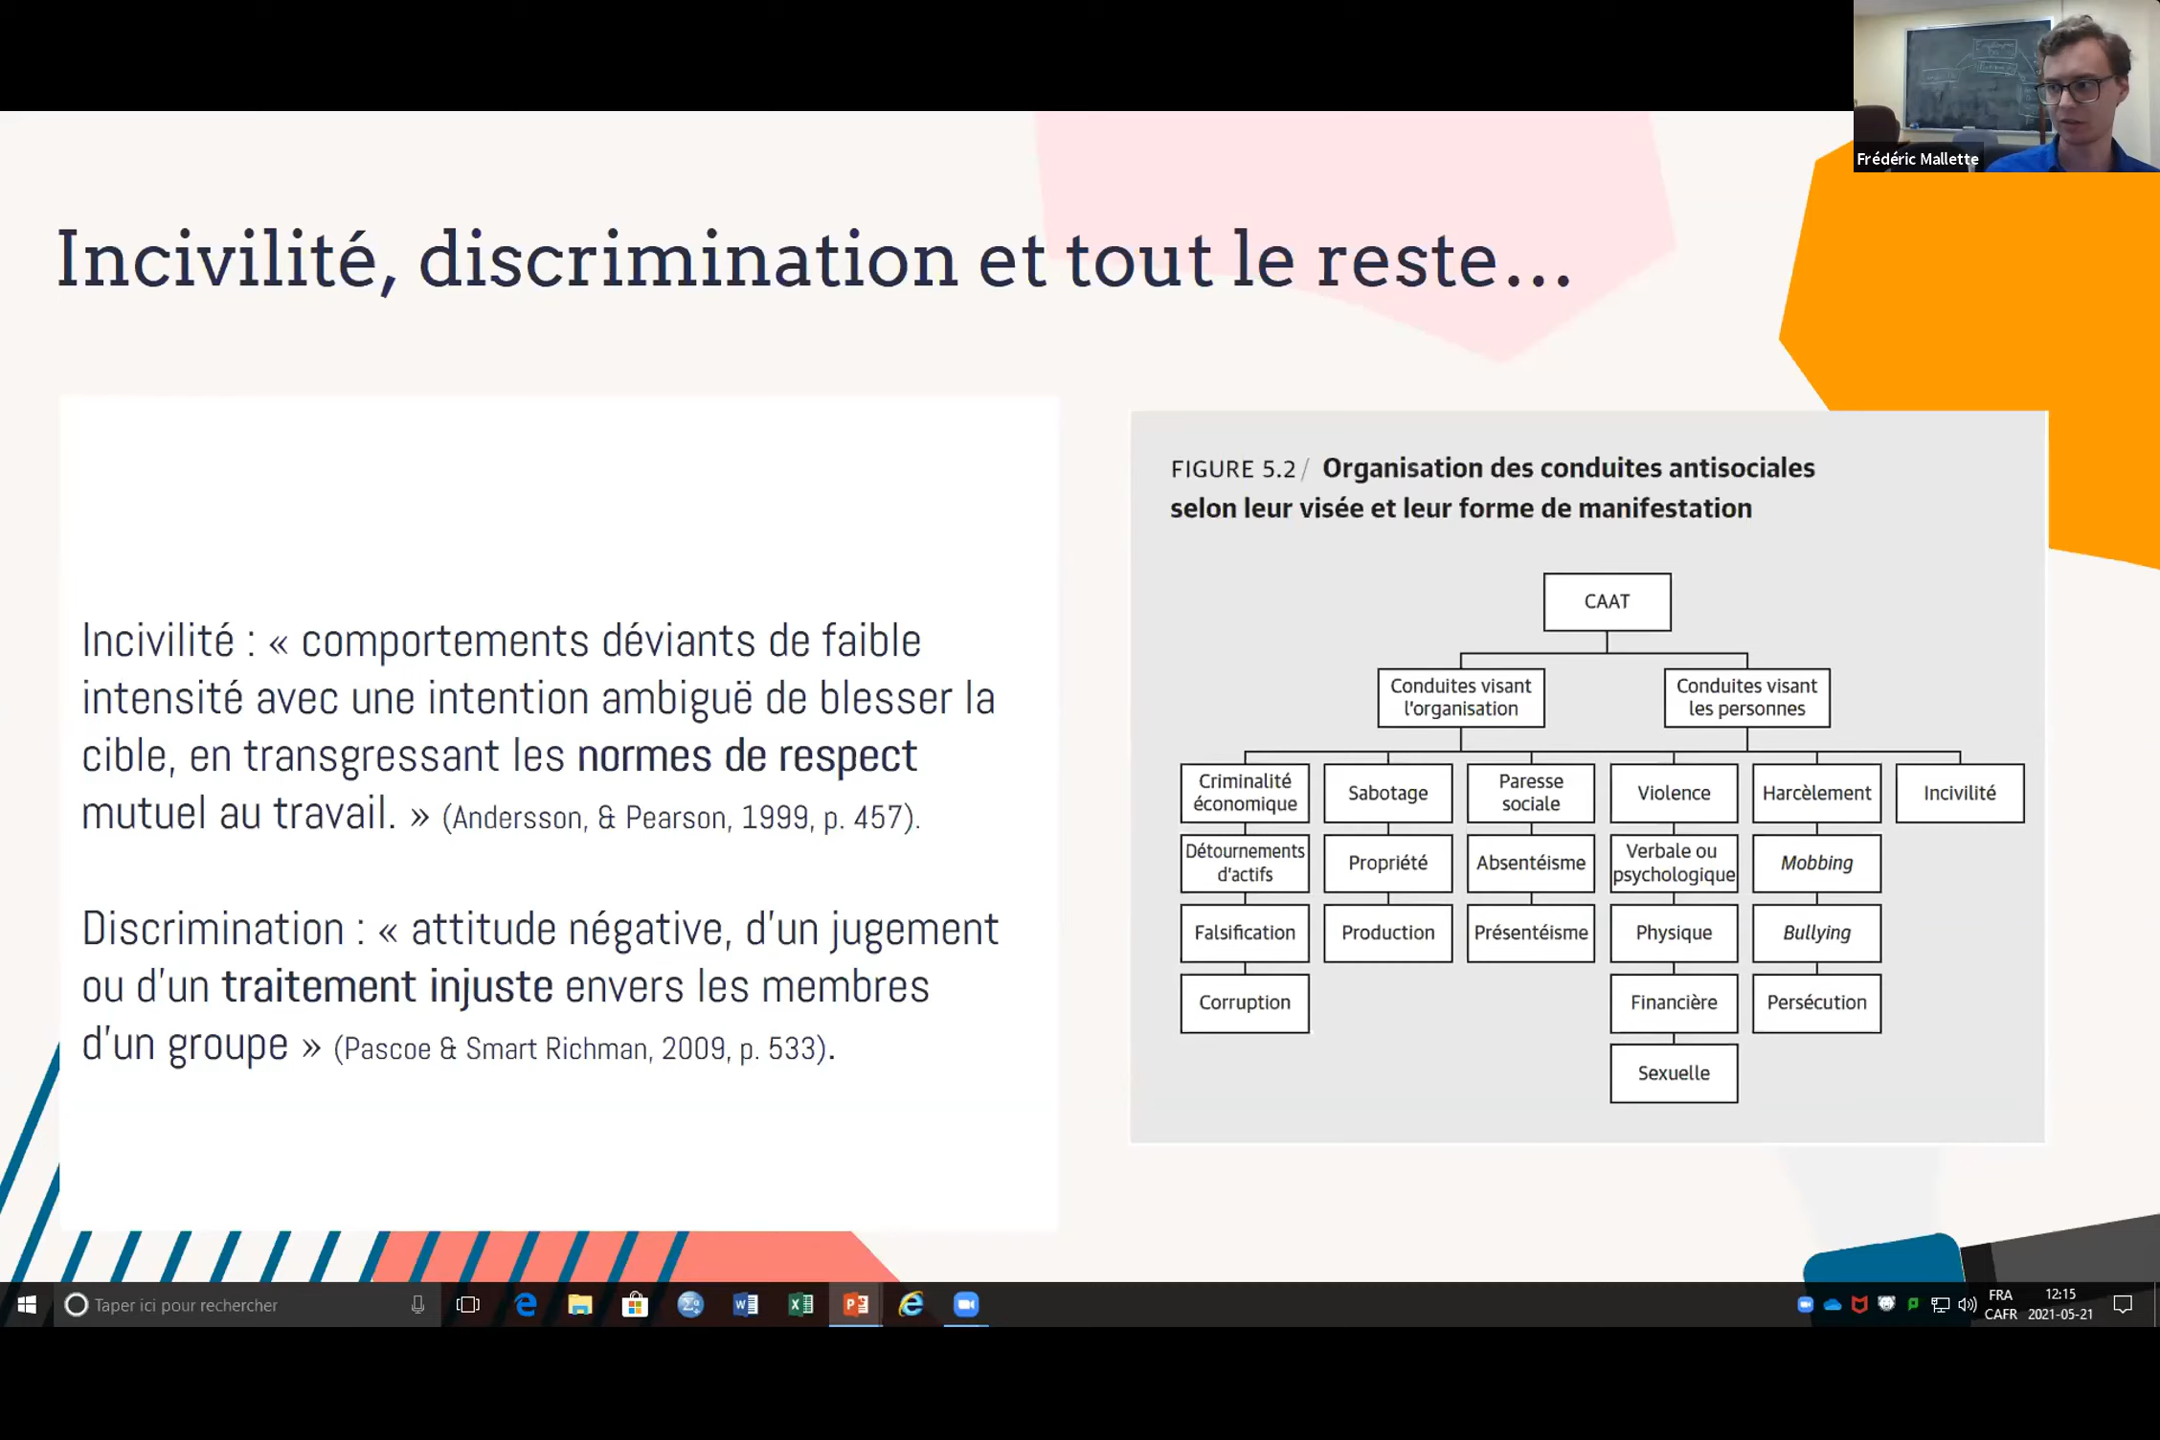 Frédéric Mallette
Incivilité, discrimination et tout le reste...
Incivilité : « comportements déviants de faible
intensité avec une intention ambiguë de blesser la
cible, en transgressant les normes de respect
mutuel au travail. » (Andersson, & Pearson, 1999, p. 457).
Discrimination : « attitude négative, d'un jugement
ou d'un traitement injuste envers les membres
d'un groupe » (Pascoe & Smart Richman, 2009, p. 533).
FIGURE 5.2 / Organisation des conduites antisociales
selon leur visée et leur forme de manifestation
CAAT
Conduites visant
l'organisation
Conduites visant
les personnes
Criminalité
économique
Sabotage
Paresse
sociale
Violence
Harcèlement
Incivilité
Détournements
d'actifs
Propriété
Absentéisme
Verbale ou
psychologique
Mobbing
Falsification
Production
Présentéisme
Physique
Bullying
Corruption
Financière
Persécution
Sexuelle
Taper ici pour rechercher
FRA
CAFR
12:15
2021-05-21